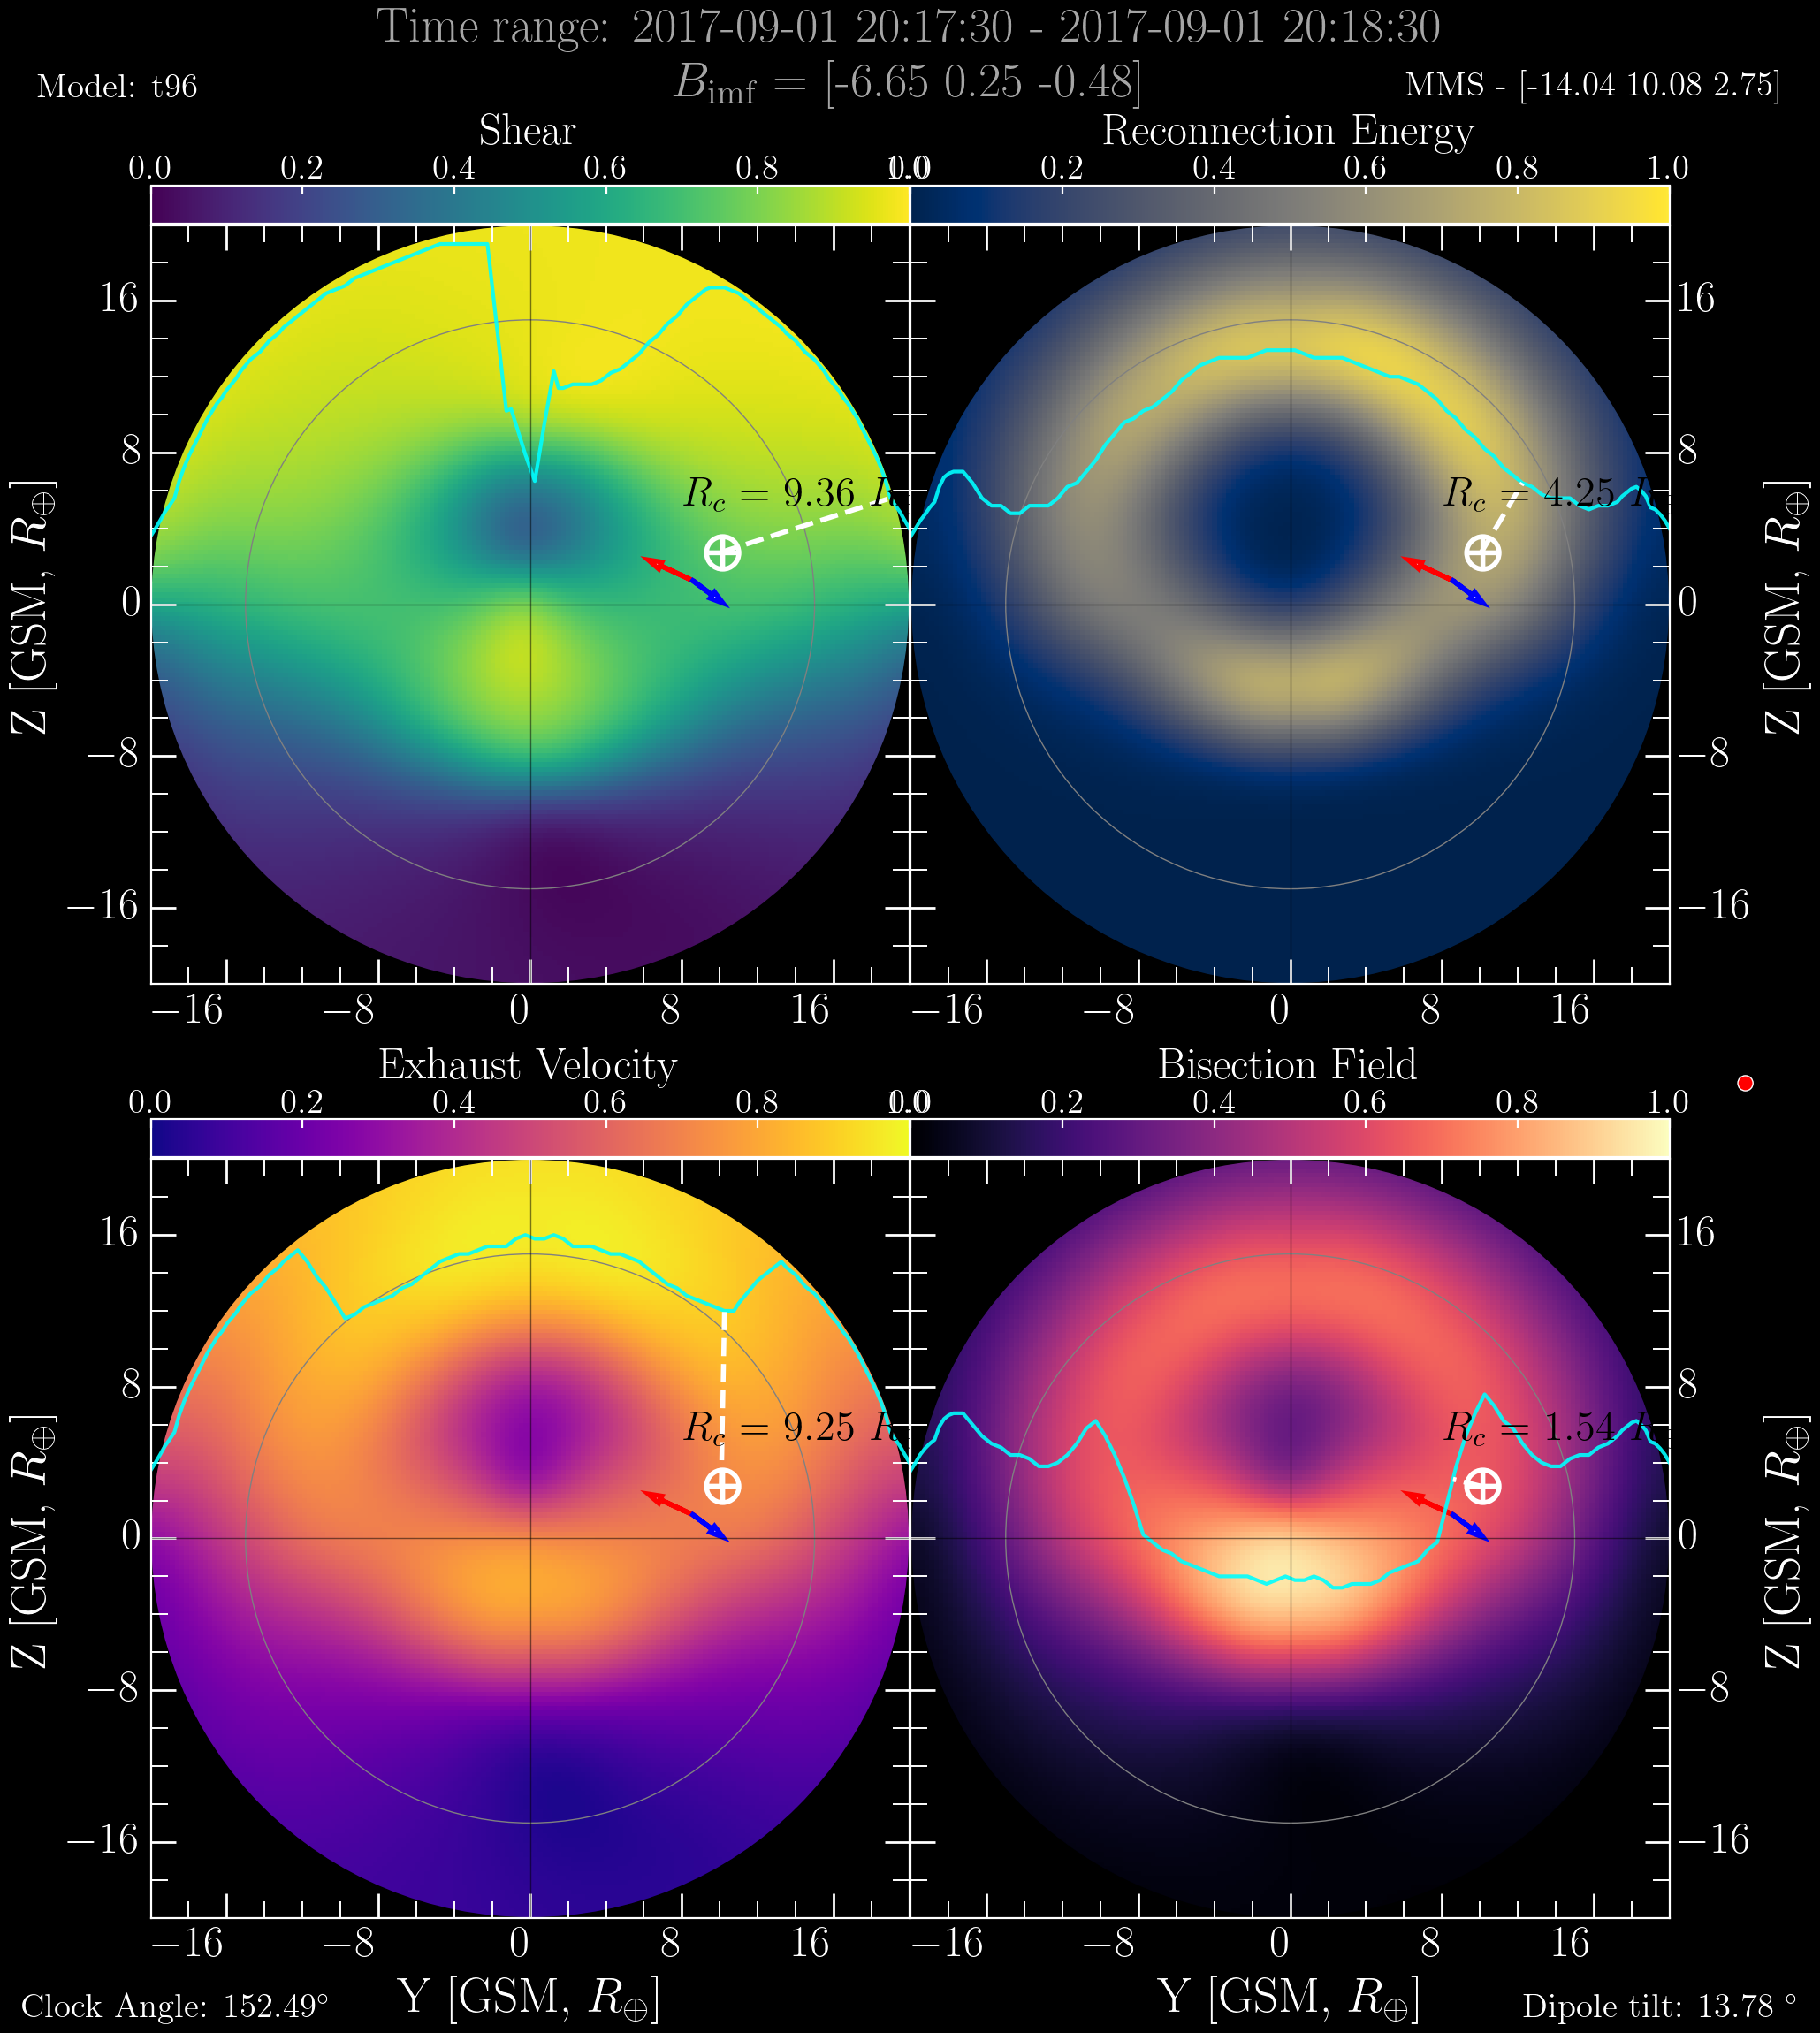 Time range: 2017-09-01 20:17:30 - 2017-09-01 20:18:30
Model: t96
B_imf = [-6.65 0.25 -0.48]
MMS - [-14.04 10.08 2.75]
Shear
Reconnection Energy
0.0 0.2 0.4 0.6 0.8 1.0
0.0 0.2 0.4 0.6 0.8 1.0
16
8
0
−8
−16
Z [GSM, R⊕]
R_c = 9.36 R
R_c = 4.25 R
16
8
0
−8
−16
Z [GSM, R⊕]
−16 −8 0 8 16
−16 −8 0 8 16
Exhaust Velocity
Bisection Field
0.0 0.2 0.4 0.6 0.8 1.0
0.0 0.2 0.4 0.6 0.8 1.0
16
8
0
−8
−16
Z [GSM, R⊕]
R_c = 9.25 R
R_c = 1.54 R
16
8
0
−8
−16
Z [GSM, R⊕]
−16 −8 0 8 16
−16 −8 0 8 16
Y [GSM, R⊕]
Y [GSM, R⊕]
Clock Angle: 152.49°
Dipole tilt: 13.78 °